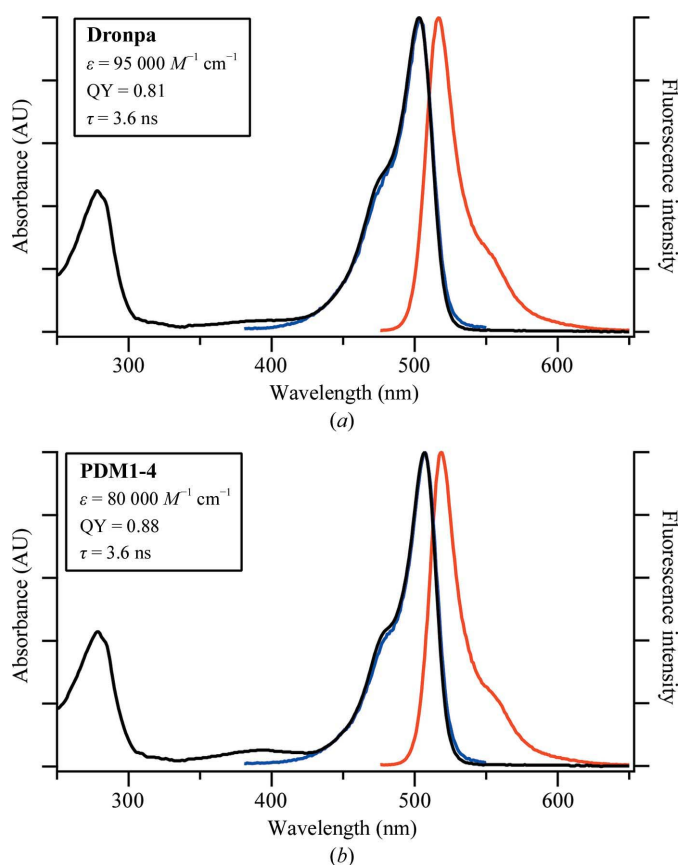 Dronpa
ε = 95 000 M⁻¹ cm⁻¹
QY = 0.81
τ = 3.6 ns
Absorbance (AU)
Fluorescence intensity
300 400 500 600
Wavelength (nm)
(a)
PDM1-4
ε = 80 000 M⁻¹ cm⁻¹
QY = 0.88
τ = 3.6 ns
Absorbance (AU)
Fluorescence intensity
300 400 500 600
Wavelength (nm)
(b)